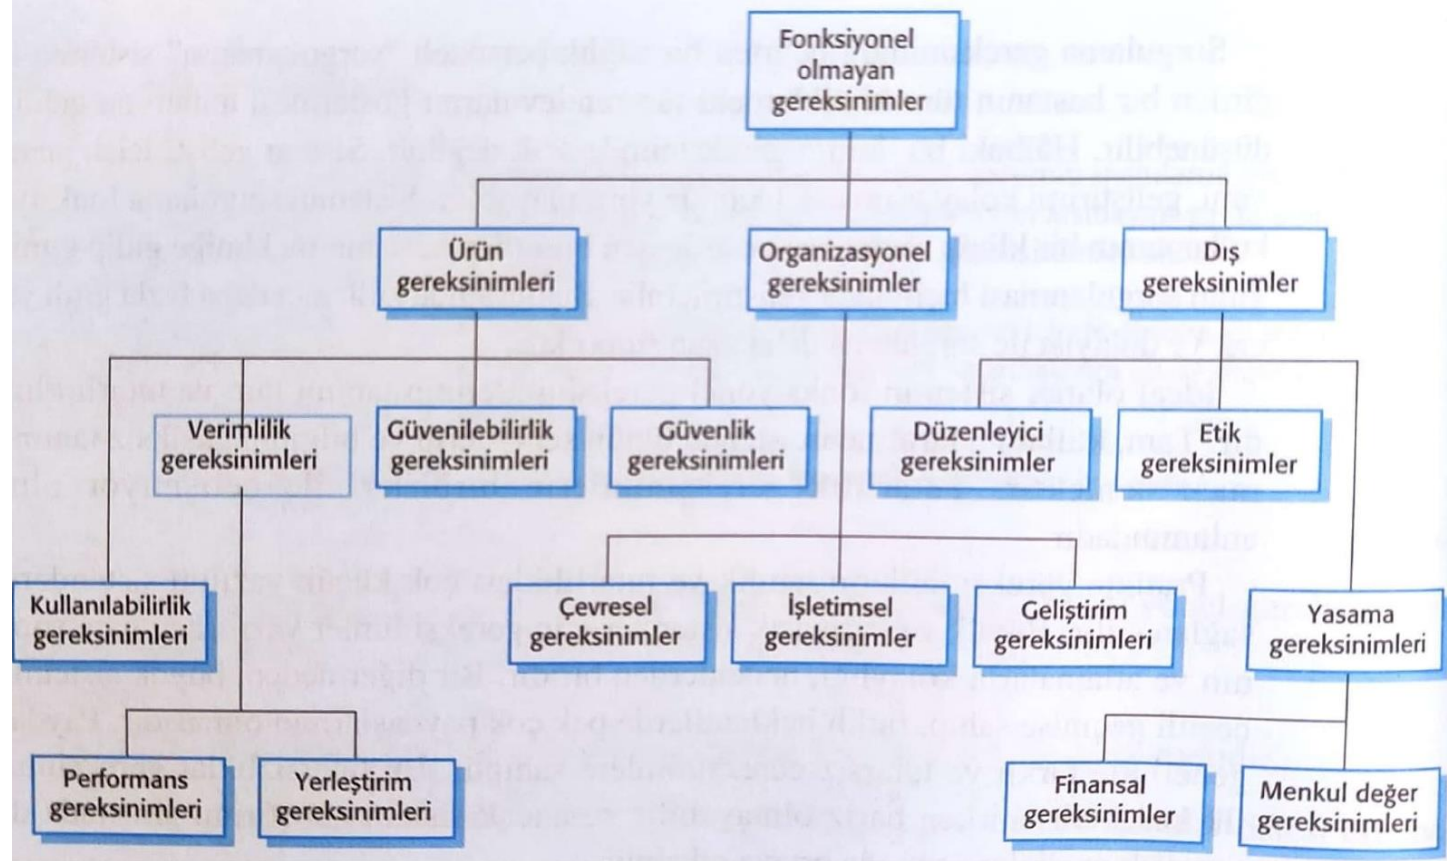 Fonksiyonel
olmayan
gereksinimler
Ürün
gereksinimleri
Organizasyonel
gereksinimler
Dış
gereksinimler
Verimlilik
gereksinimleri
Güvenilebilirlik
gereksinimleri
Güvenlik
gereksinimleri
Düzenleyici
gereksinimler
Etik
gereksinimler
Kullanılabilirlik
gereksinimleri
Çevresel
gereksinimler
İşletimsel
gereksinimler
Geliştirim
gereksinimleri
Yasama
gereksinimleri
Performans
gereksinimleri
Yerleştirim
gereksinimleri
Finansal
gereksinimler
Menkul değer
gereksinimleri